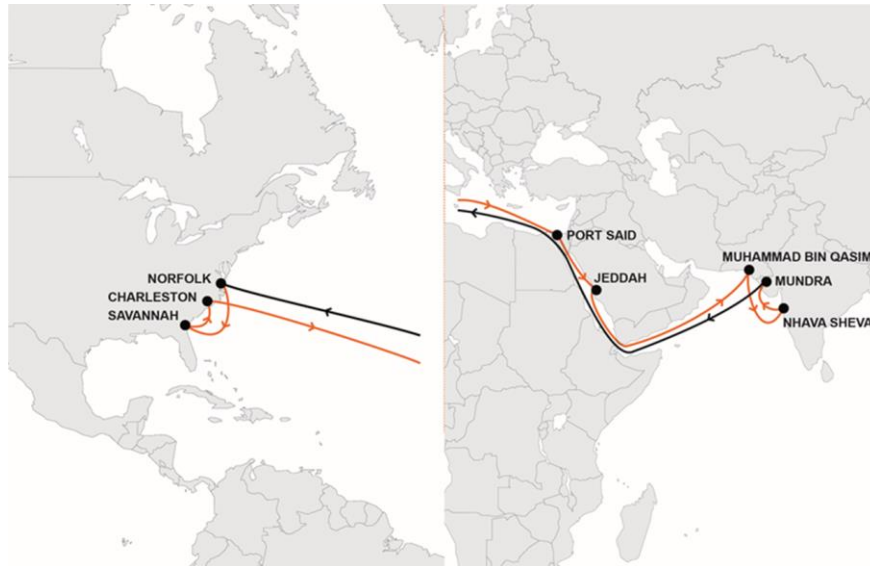 NORFOLK
CHARLESTON
SAVANNAH
PORT SAID
JEDDAH
MUHAMMAD BIN QASIM
MUNDRA
NHAVA SHEVA